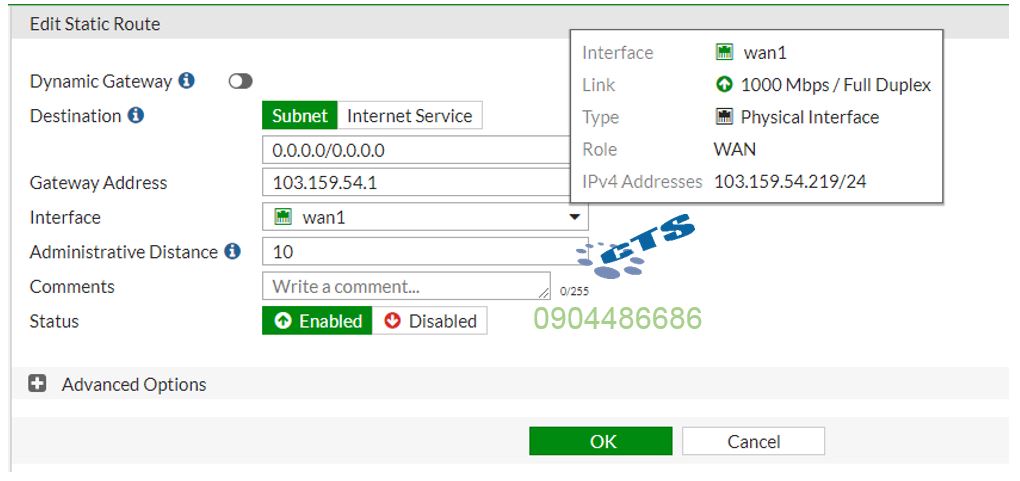 Edit Static Route
Dynamic Gateway
Destination Subnet Internet Service
0.0.0.0/0.0.0.0
Gateway Address 103.159.54.1
Interface wan1
Administrative Distance 10
Comments Write a comment... 0/255
Status Enabled Disabled
Advanced Options
OK Cancel
Interface wan1
Link 1000 Mbps / Full Duplex
Type Physical Interface
Role WAN
IPv4 Addresses 103.159.54.219/24
GTS
0904486686